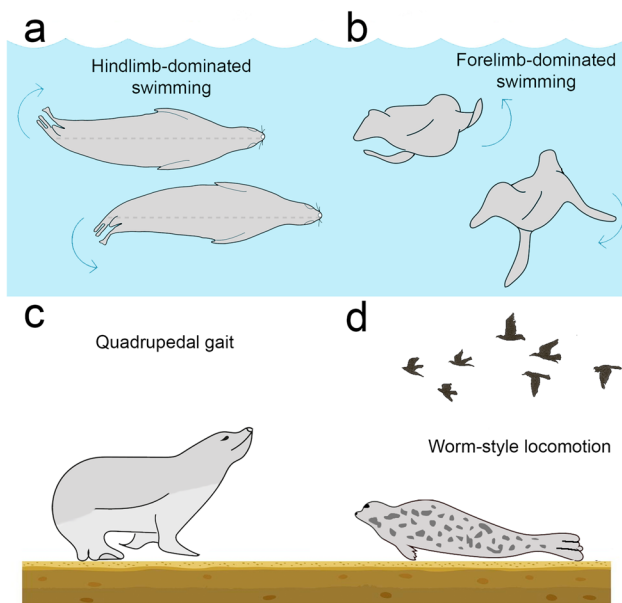 a
Hindlimb-dominated
swimming
b
Forelimb-dominated
swimming
c
Quadrupedal gait
d
Worm-style locomotion